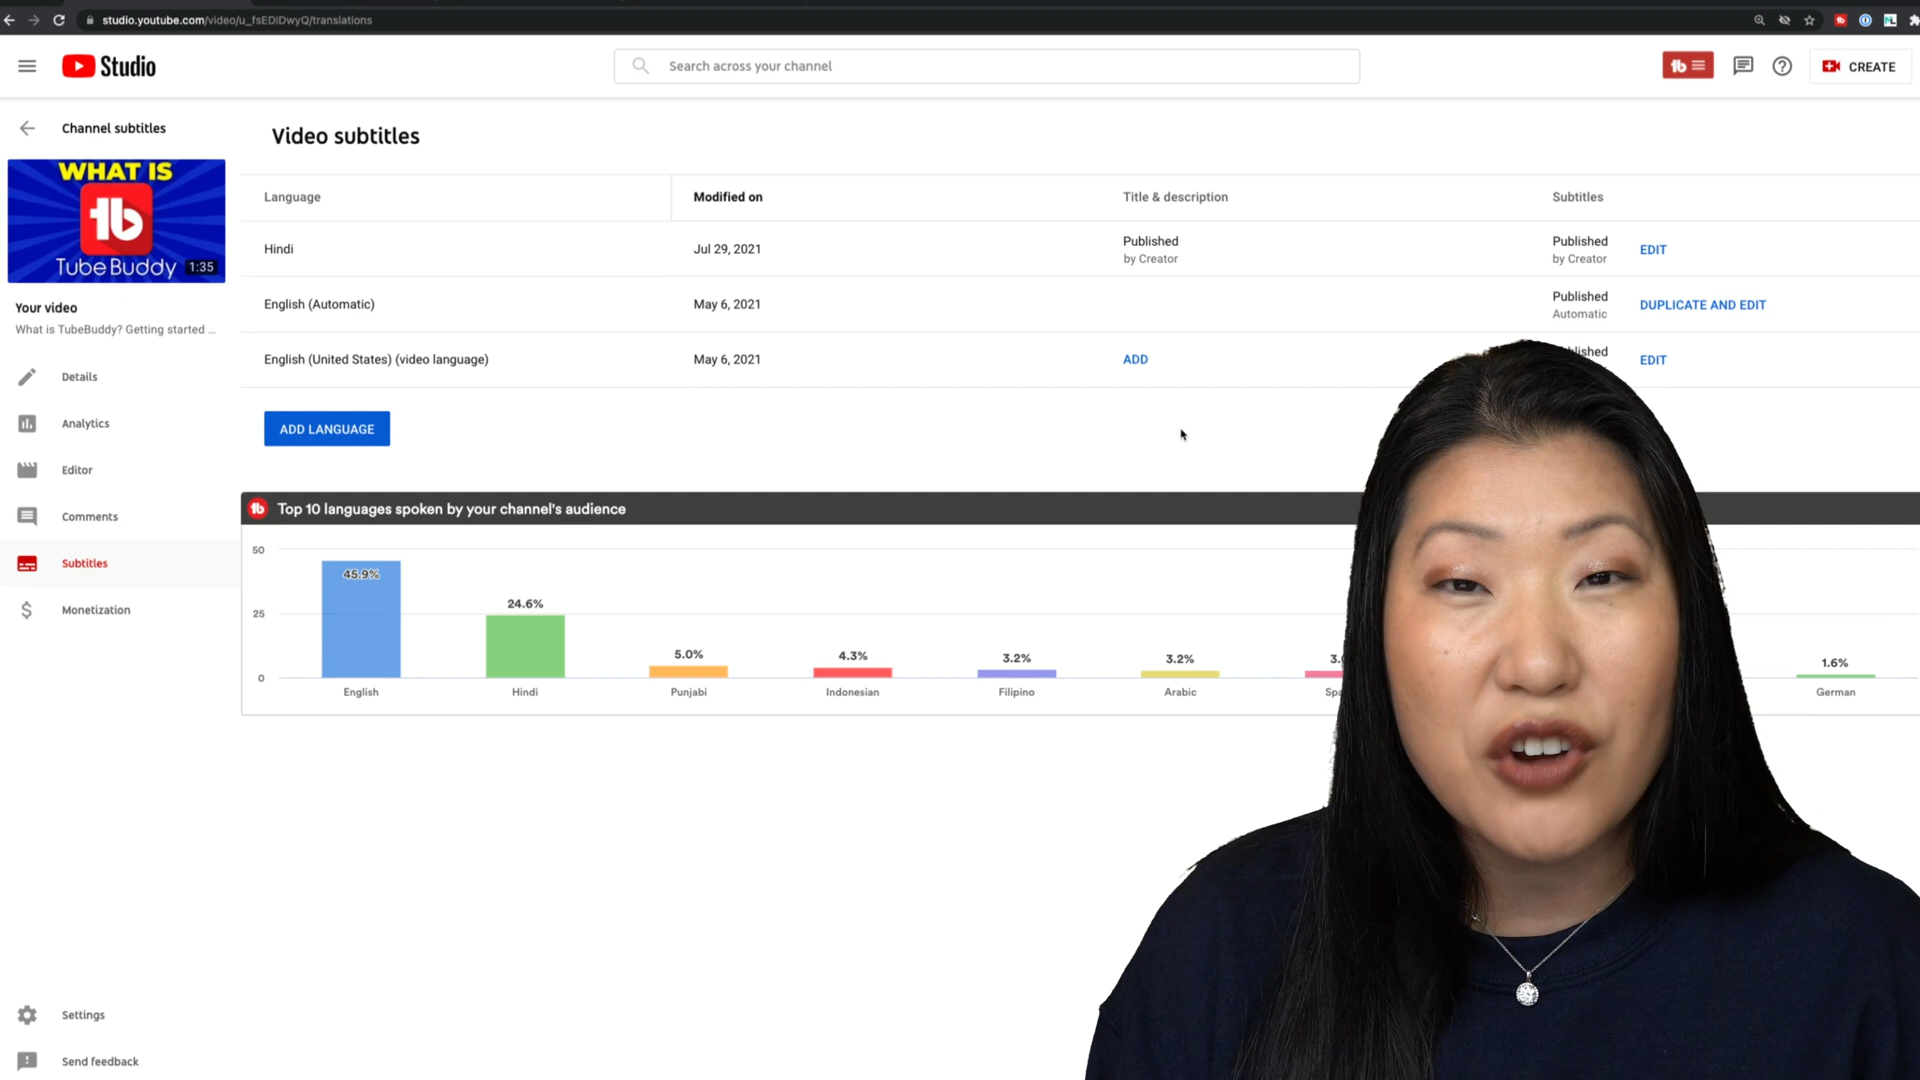 studio.youtube.com/video/u_fsEDiDwyQ/translations
Studio
Search across your channel
CREATE
Channel subtitles
Video subtitles
WHAT IS
TubeBuddy
1:35
Language Modified on Title & description Subtitles
Hindi Jul 29, 2021 Published by Creator Published by Creator EDIT
English (Automatic) May 6, 2021 Published Automatic DUPLICATE AND EDIT
English (United States) (video language) May 6, 2021 ADD EDIT
ADD LANGUAGE
Your video
What is TubeBuddy? Getting started ...
Details
Analytics
Editor
Comments
Subtitles
Monetization
Settings
Send feedback
Top 10 languages spoken by your channel's audience
50
25
0
45.9% 24.6% 5.0% 4.3% 3.2% 3.2% 1.6%
English Hindi Punjabi Indonesian Filipino Arabic German